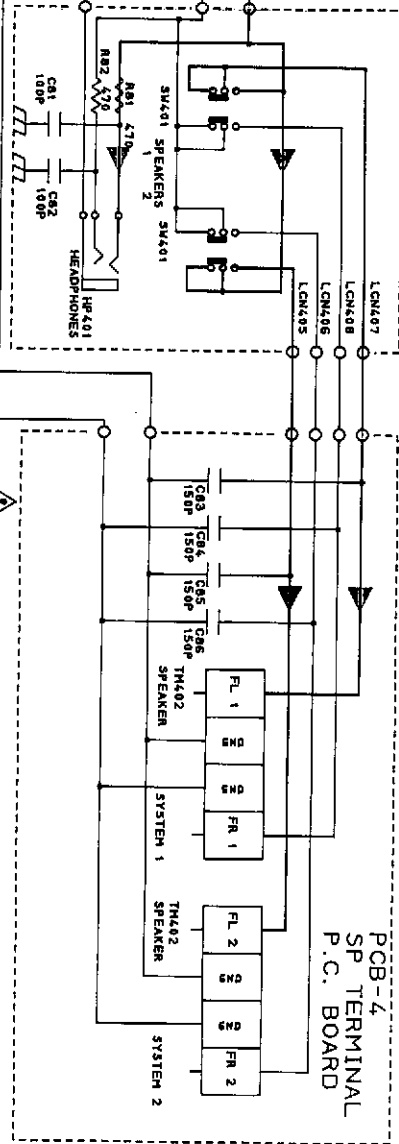 R82
470
R81
470
C81
100P
C82
100P
HP401
HEADPHONES
SW401
SPEAKERS
1
2
SW401
LCN407
LCN408
LCN406
LCN405
PCB-4
SP TERMINAL
P.C. BOARD
C83
150P
C84
150P
C85
150P
C86
150P
TM402
SPEAKER
FL 1
GND
GND
FR 1
SYSTEM 1
TM402
SPEAKER
FL 2
GND
GND
FR 2
SYSTEM 2